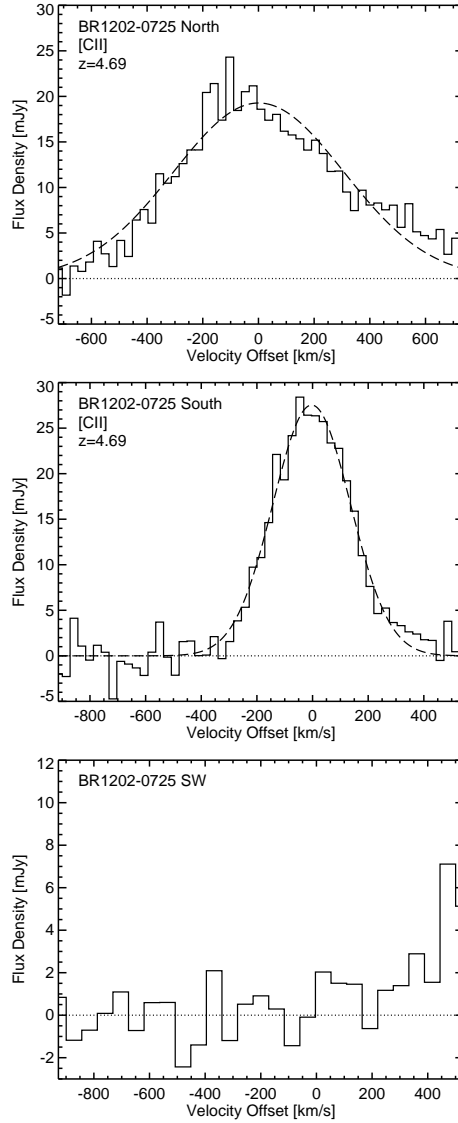 30
BR1202-0725 North
[CII]
z=4.69
25
20
15
10
5
0
-5
Flux Density [mJy]
-600 -400 -200 0 200 400 600
Velocity Offset [km/s]
30
BR1202-0725 South
[CII]
z=4.69
25
20
15
10
5
0
-5
Flux Density [mJy]
-800 -600 -400 -200 0 200 400
Velocity Offset [km/s]
12
BR1202-0725 SW
10
8
6
4
2
0
-2
Flux Density [mJy]
-800 -600 -400 -200 0 200 400
Velocity Offset [km/s]